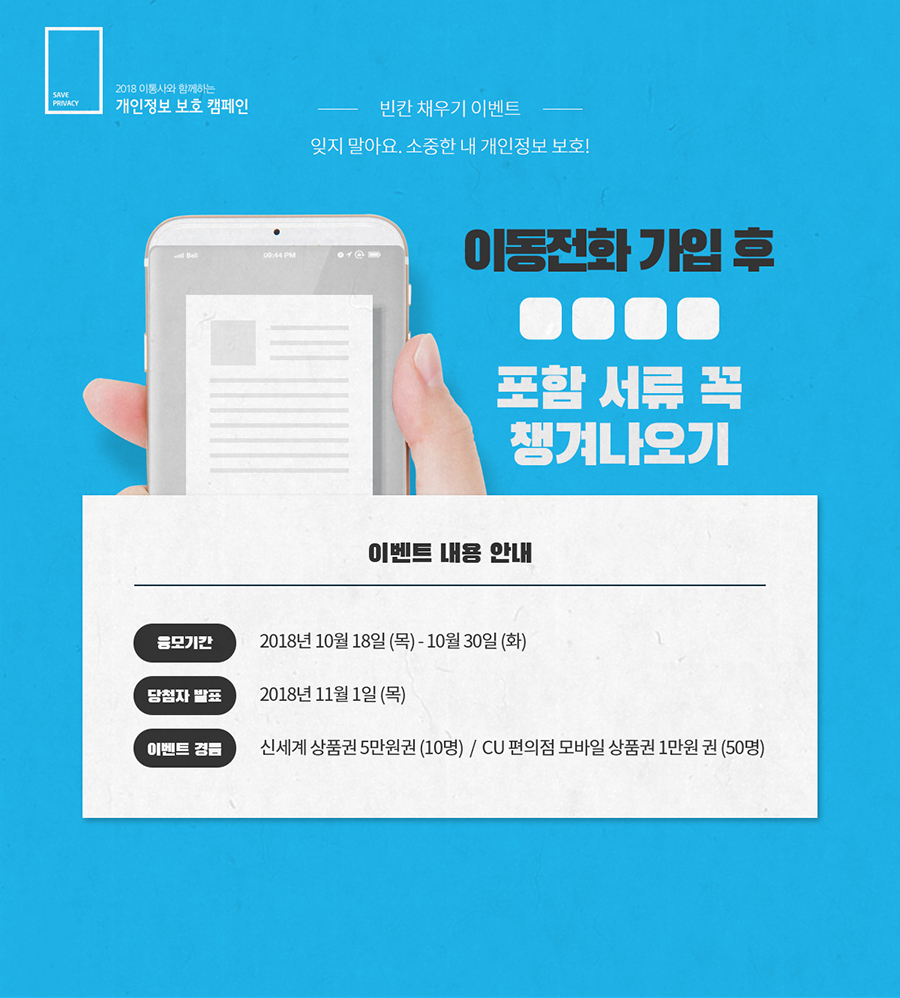 SAVE
PRIVACY
2018 이통사와 함께하는
개인정보 보호 캠페인
빈칸 채우기 이벤트
잊지 말아요. 소중한 내 개인정보 보호!
Bell 09:44 PM
이동전화 가입 후
포함 서류 꼭
챙겨나오기
이벤트 내용 안내
응모기간 2018년 10월 18일 (목) - 10월 30일 (화)
당첨자 발표 2018년 11월 1일 (목)
이벤트 경품 신세계 상품권 5만원권 (10명) / CU 편의점 모바일 상품권 1만원 권 (50명)